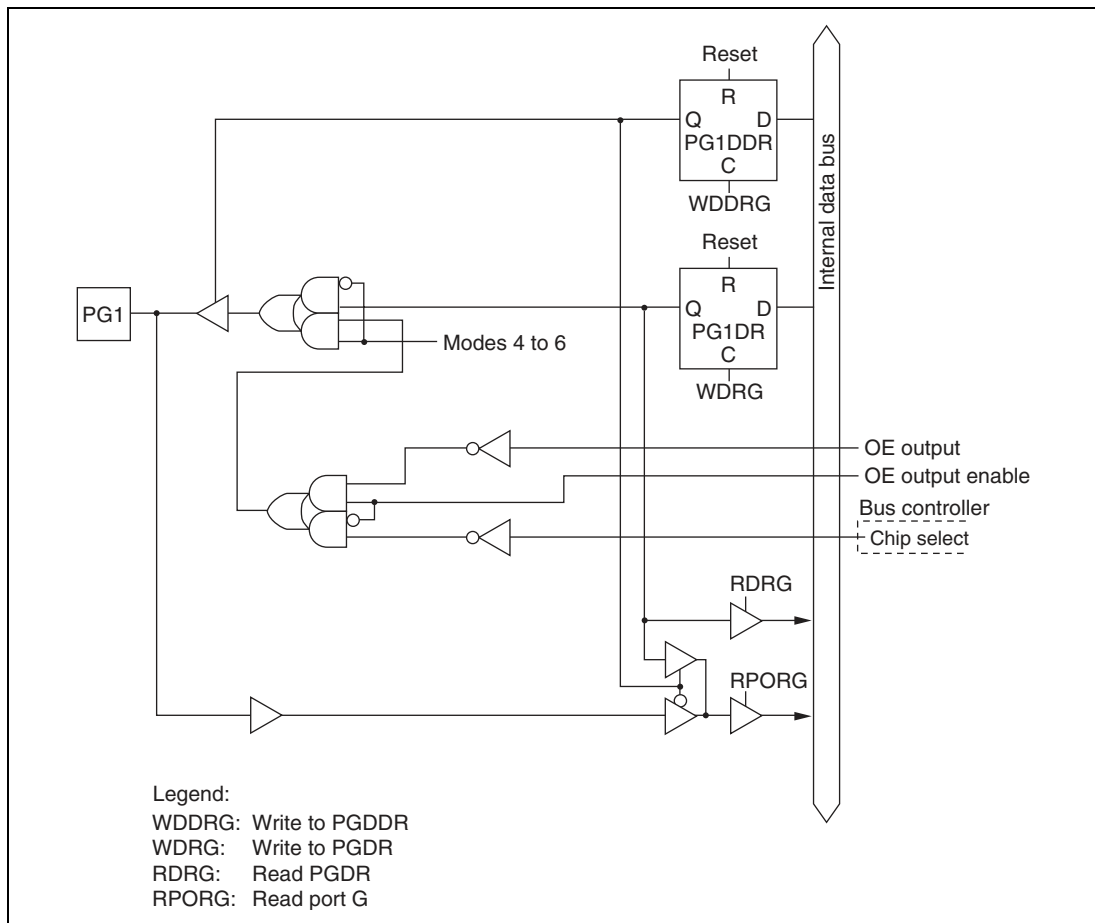 Reset
R
Q D
PG1DDR
C
WDDRG
Internal data bus
Reset
R
Q D
PG1DR
C
WDRG
PG1
Modes 4 to 6
OE output
OE output enable
Bus controller
Chip select
RDRG
RPORG
Legend:
WDDRG: Write to PGDDR
WDRG: Write to PGDR
RDRG: Read PGDR
RPORG: Read port G